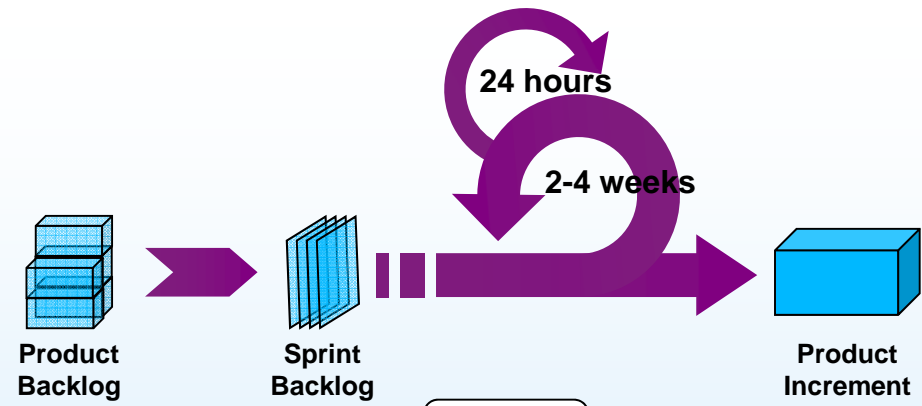 24 hours
2-4 weeks
Product
Backlog
Sprint
Backlog
Product
Increment